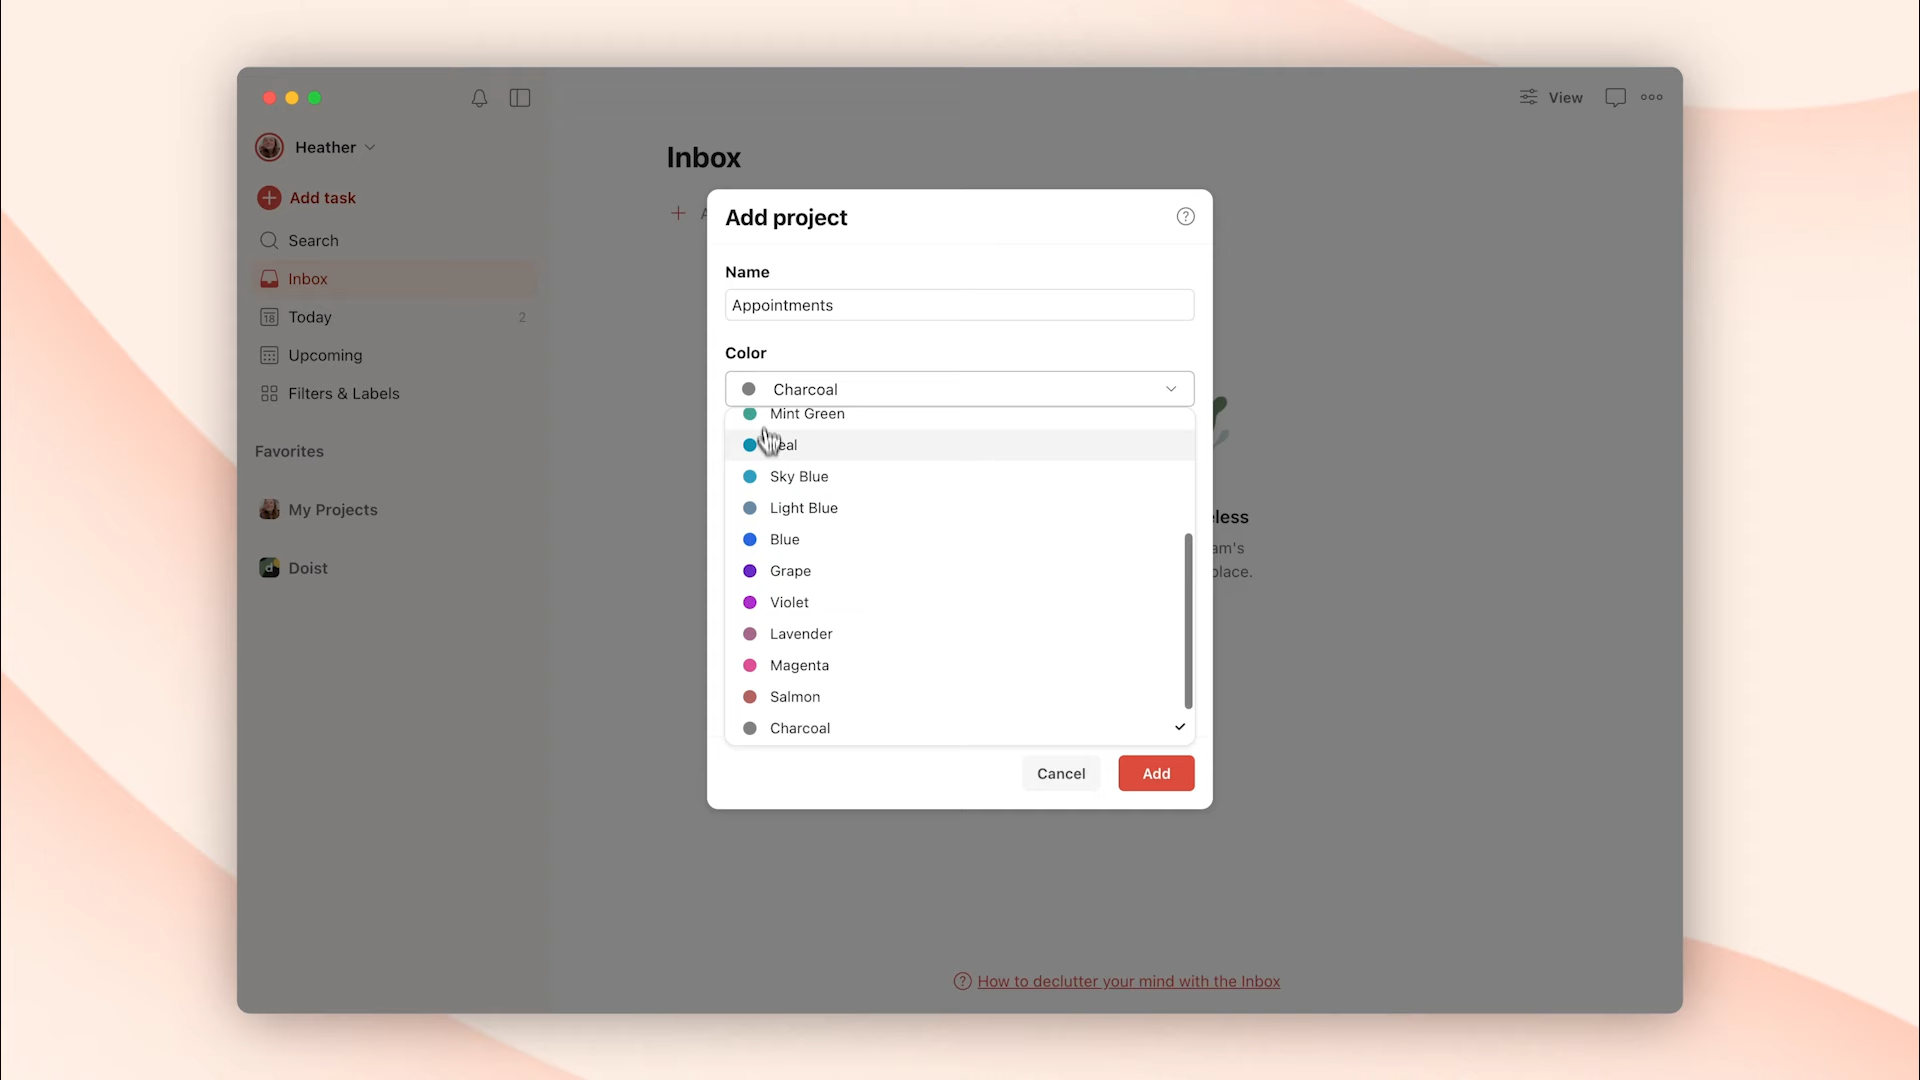 View
Heather
Inbox
Add task
Add project
Search
Name
Inbox
Appointments
18
Today
2
Color
Upcoming
Charcoal
Filters & Labels
Mint Green
Sky Blue
Favorites
Light Blue
My Projects
Blue
Grape
Doist
Violet
Lavender
Magenta
Salmon
Charcoal
Cancel
Add
How to declutter your mind with the Inbox